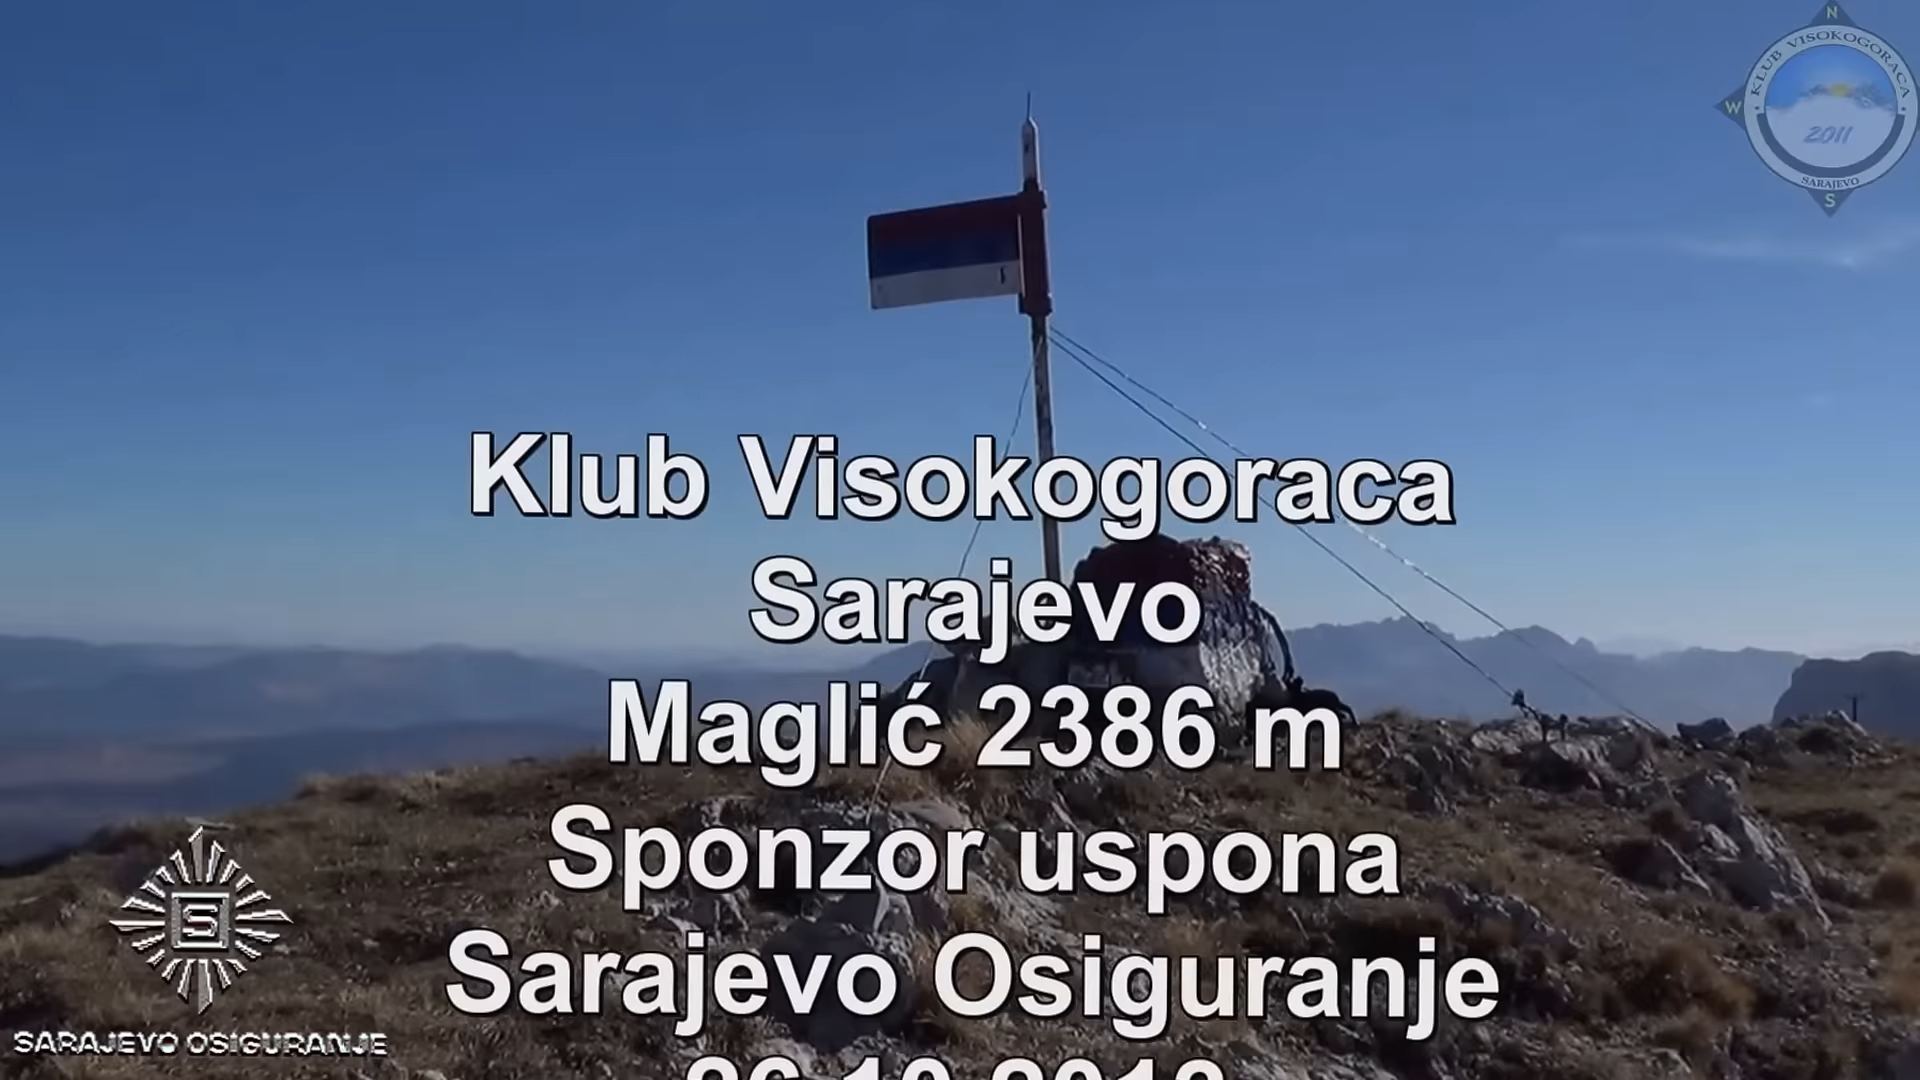 N
KLUB VISOKOGORACA
W
2011
SARAJEVO
S
Klub Visokogoraca
Sarajevo
Maglić 2386 m
Sponzor uspona
Sarajevo Osiguranje
S
SARAJEVO OSIGURANJE